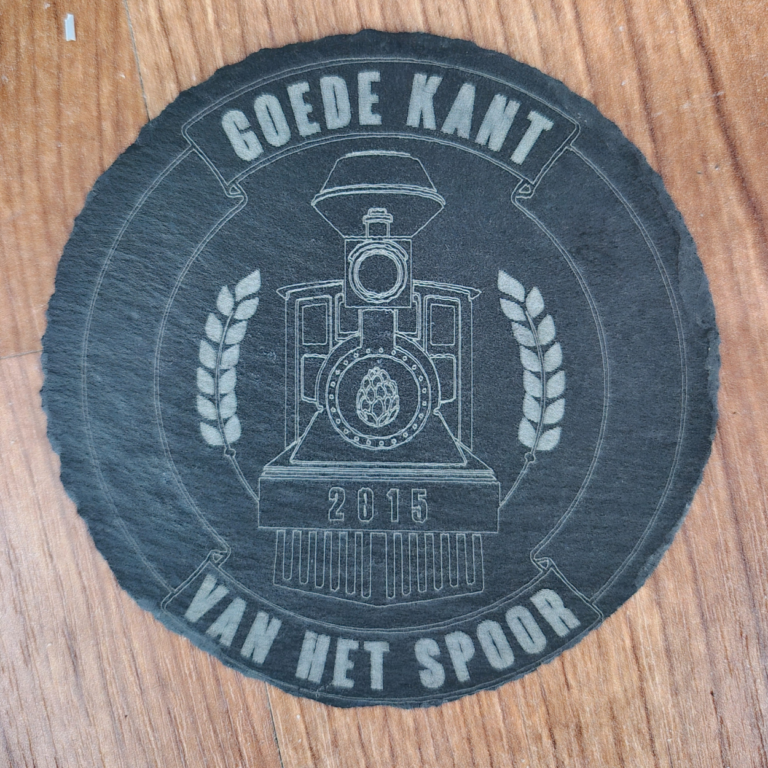 GOEDE KANT
2015
VAN HET SPOOR